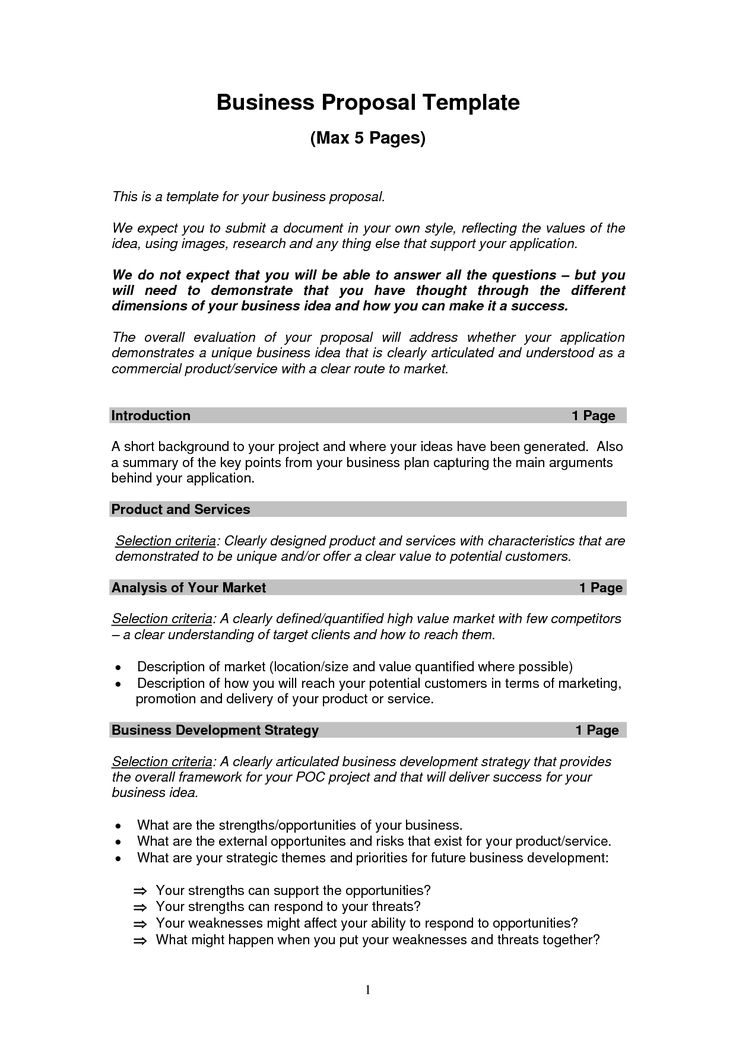 Business Proposal Template
(Max 5 Pages)
This is a template for your business proposal.
We expect you to submit a document in your own style, reflecting the values of the
idea, using images, research and any thing else that support your application.
We do not expect that you will be able to answer all the questions – but you
will need to demonstrate that you have thought through the different
dimensions of your business idea and how you can make it a success.
The overall evaluation of your proposal will address whether your application
demonstrates a unique business idea that is clearly articulated and understood as a
commercial product/service with a clear route to market.
Introduction 1 Page
A short background to your project and where your ideas have been generated. Also
a summary of the key points from your business plan capturing the main arguments
behind your application.
Product and Services
Selection criteria: Clearly designed product and services with characteristics that are
demonstrated to be unique and/or offer a clear value to potential customers.
Analysis of Your Market 1 Page
Selection criteria: A clearly defined/quantified high value market with few competitors
– a clear understanding of target clients and how to reach them.
• Description of market (location/size and value quantified where possible)
• Description of how you will reach your potential customers in terms of marketing,
promotion and delivery of your product or service.
Business Development Strategy 1 Page
Selection criteria: A clearly articulated business development strategy that provides
the overall framework for your POC project and that will deliver success for your
business idea.
• What are the strengths/opportunities of your business.
• What are the external opportunites and risks that exist for your product/service.
• What are your strategic themes and priorities for future business development:
⇒ Your strengths can support the opportunities?
⇒ Your strengths can respond to your threats?
⇒ Your weaknesses might affect your ability to respond to opportunities?
⇒ What might happen when you put your weaknesses and threats together?
1